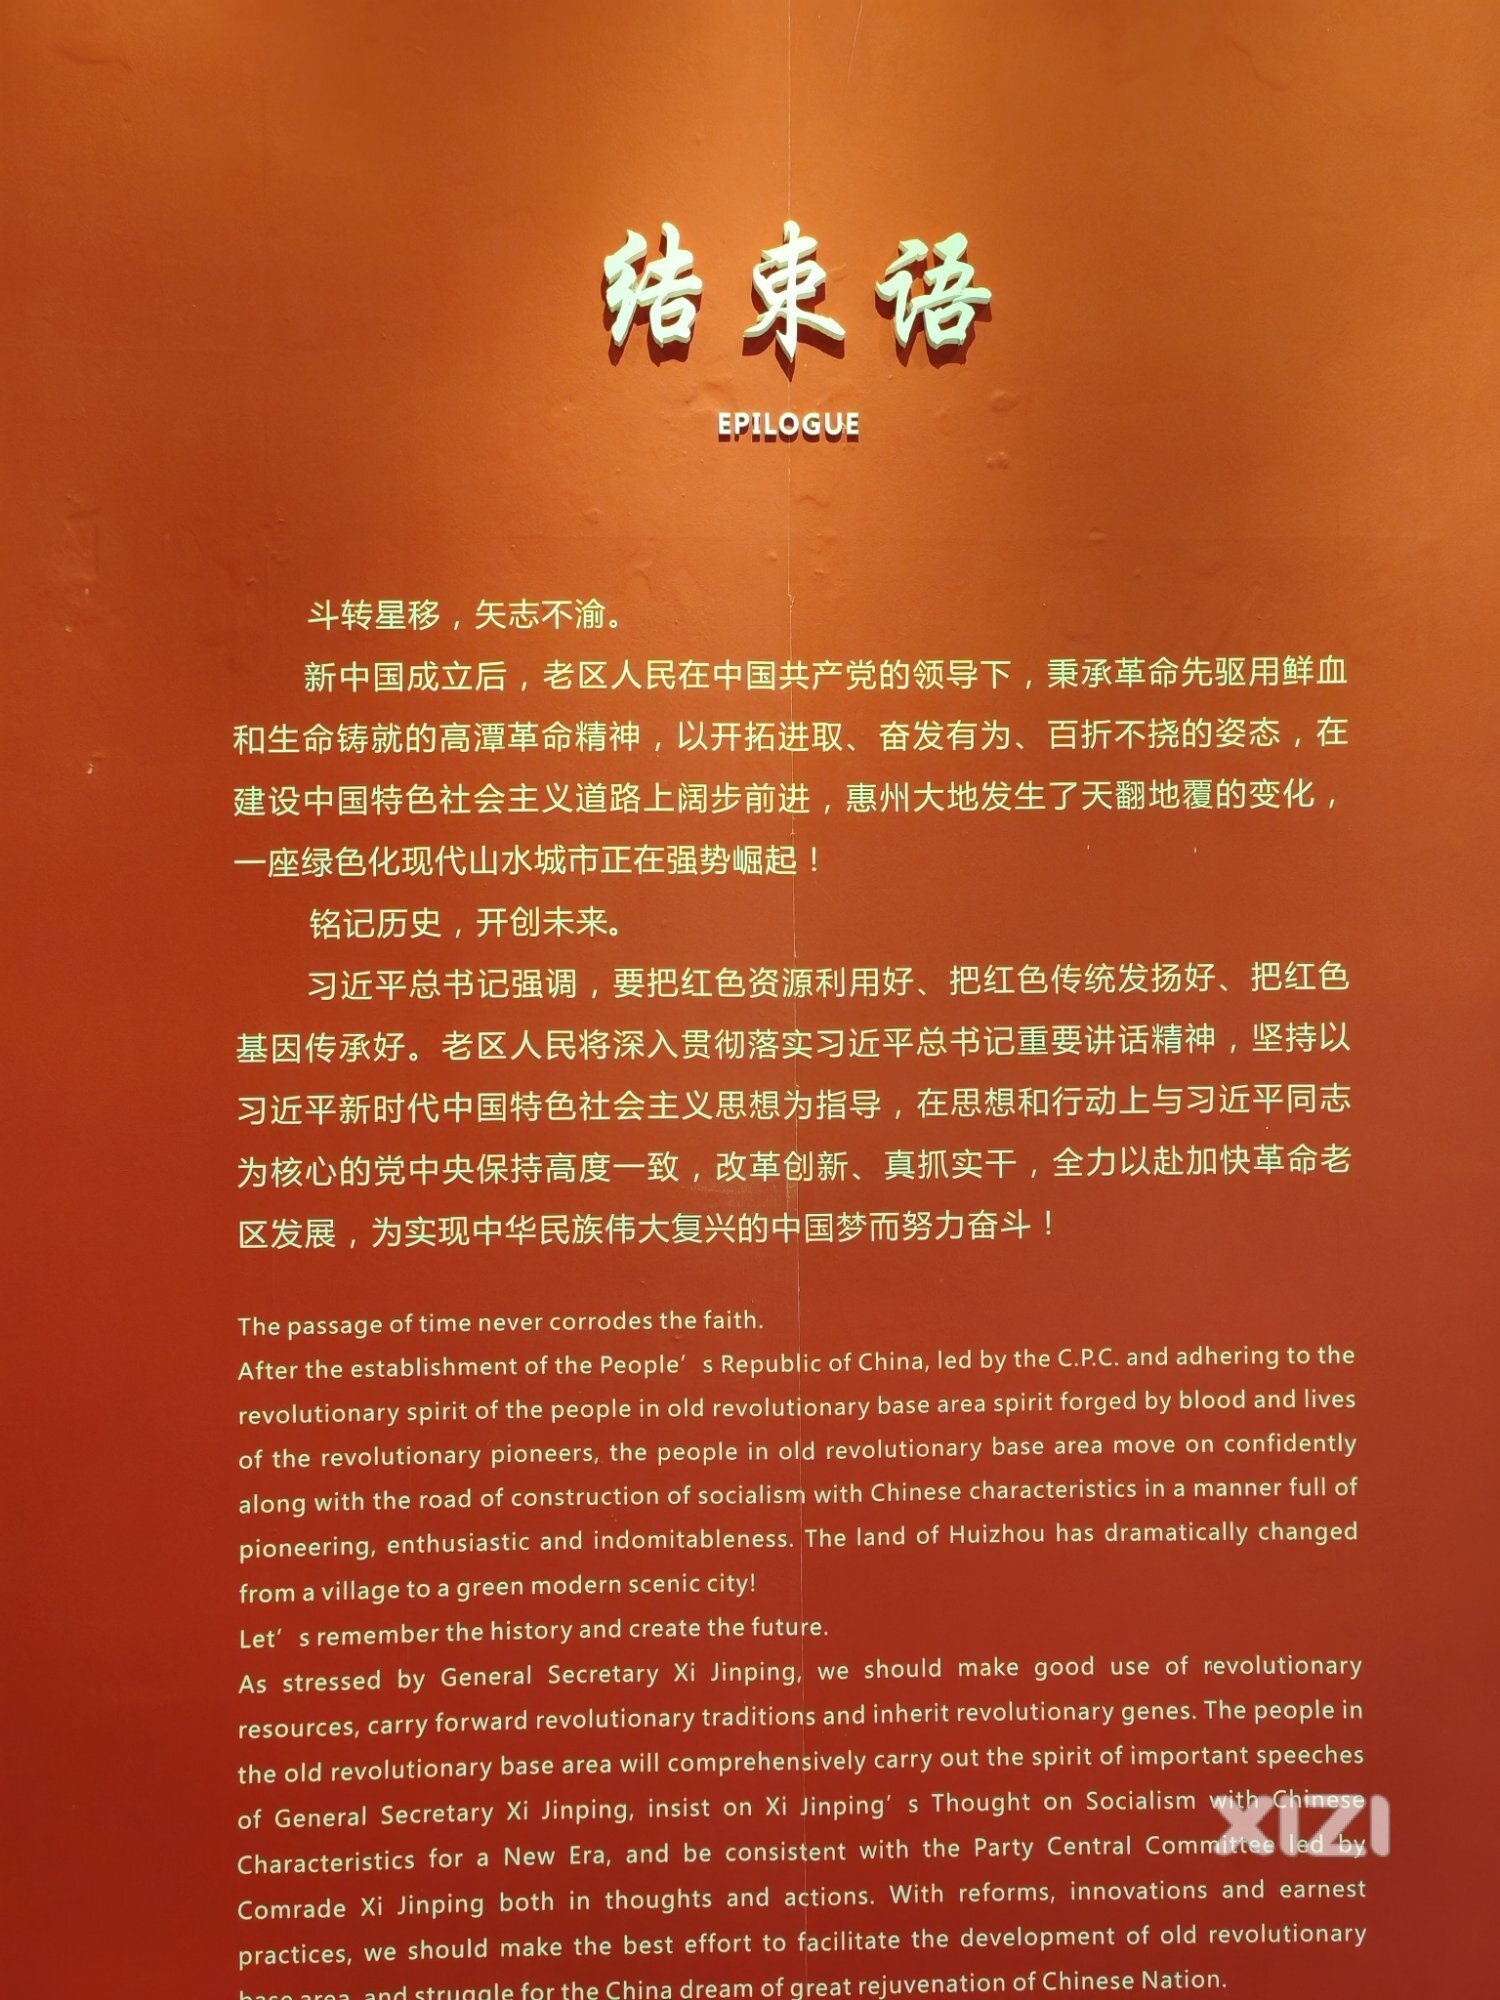 结束语
EPILOGUE
斗转星移，矢志不渝。
新中国成立后，老区人民在中国共产党的领导下，秉承革命先驱用鲜血
和生命铸就的高潭革命精神，以开拓进取、奋发有为、百折不挠的姿态，在
建设中国特色社会主义道路上阔步前进，惠州大地发生了天翻地覆的变化，
一座绿色化现代山水城市正在强势崛起！
铭记历史，开创未来。
习近平总书记强调，要把红色资源利用好、把红色传统发扬好、把红色
基因传承好。老区人民将深入贯彻落实习近平总书记重要讲话精神，坚持以
习近平新时代中国特色社会主义思想为指导，在思想和行动上与习近平同志
为核心的党中央保持高度一致，改革创新、真抓实干，全力以赴加快革命老
区发展，为实现中华民族伟大复兴的中国梦而努力奋斗！
The passage of time never corrodes the faith.
After the establishment of the People’s Republic of China, led by the C.P.C. and adhering to the
revolutionary spirit of the people in old revolutionary base area spirit forged by blood and lives
of the revolutionary pioneers, the people in old revolutionary base area move on confidently
along with the road of construction of socialism with Chinese characteristics in a manner full of
pioneering, enthusiastic and indomitableness. The land of Huizhou has dramatically changed
from a village to a green modern scenic city!
Let’s remember the history and create the future.
As stressed by General Secretary Xi Jinping, we should make good use of revolutionary
resources, carry forward revolutionary traditions and inherit revolutionary genes. The people in
the old revolutionary base area will comprehensively carry out the spirit of important speeches
of General Secretary Xi Jinping, insist on Xi Jinping’s Thought on Socialism with Chinese
Characteristics for a New Era, and be consistent with the Party Central Committee led by
Comrade Xi Jinping both in thoughts and actions. With reforms, innovations and earnest
practices, we should make the best effort to facilitate the development of old revolutionary
base area, and struggle for the China dream of great rejuvenation of Chinese Nation.
XIZI